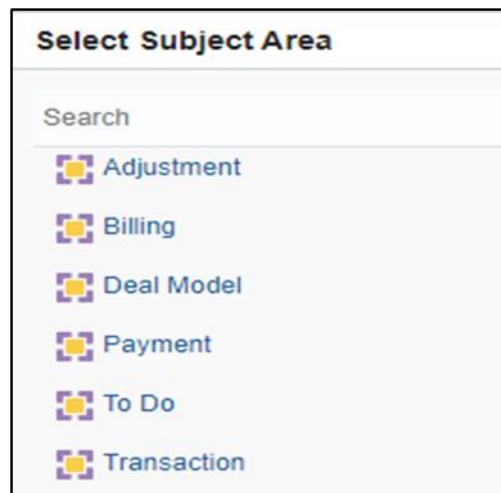 Select Subject Area
Search
Adjustment
Billing
Deal Model
Payment
To Do
Transaction